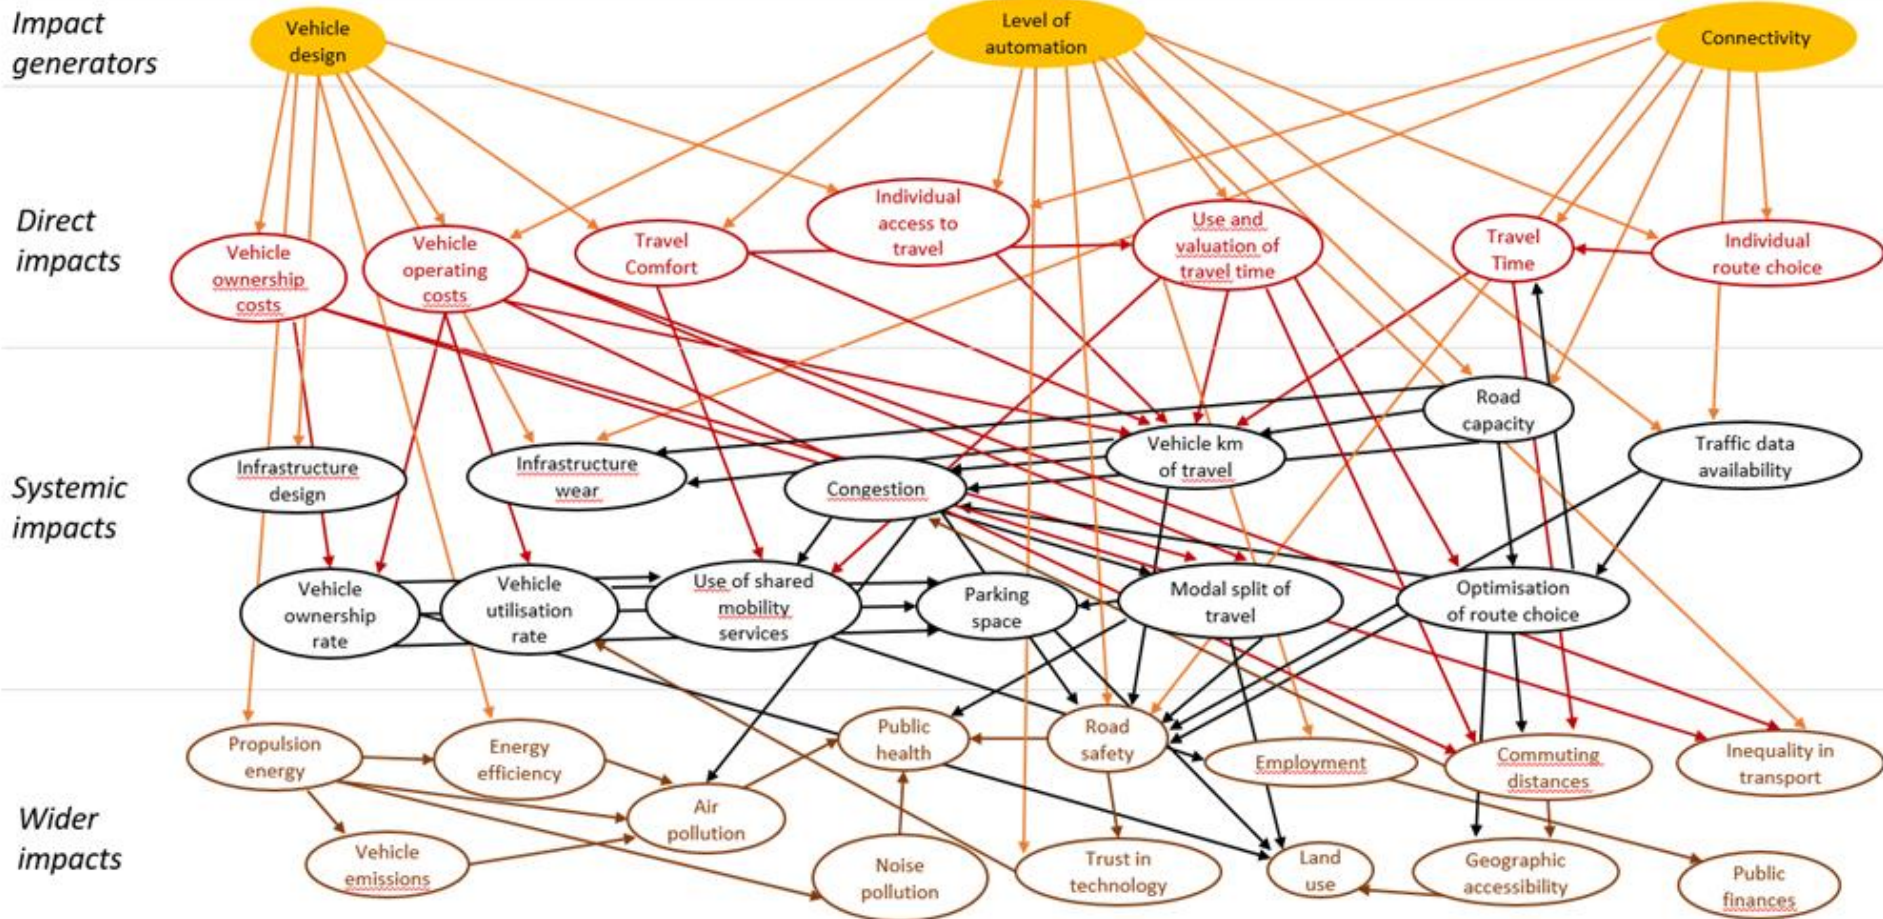 Impact
generators
Vehicle
design
Level of
automation
Connectivity
Direct
impacts
Vehicle
ownership
costs
Vehicle
operating
costs
Travel
Comfort
Individual
access to
travel
Use and
valuation of
travel time
Travel
Time
Individual
route choice
Systemic
impacts
Infrastructure
design
Infrastructure
wear
Congestion
Vehicle km
of travel
Road
capacity
Traffic data
availability
Vehicle
ownership
rate
Vehicle
utilisation
rate
Use of shared
mobility
services
Parking
space
Modal split of
travel
Optimisation
of route choice
Wider
impacts
Propulsion
energy
Energy
efficiency
Public
health
Road
safety
Employment
Commuting
distances
Inequality in
transport
Vehicle
emissions
Air
pollution
Noise
pollution
Trust in
technology
Land
use
Geographic
accessibility
Public
finances